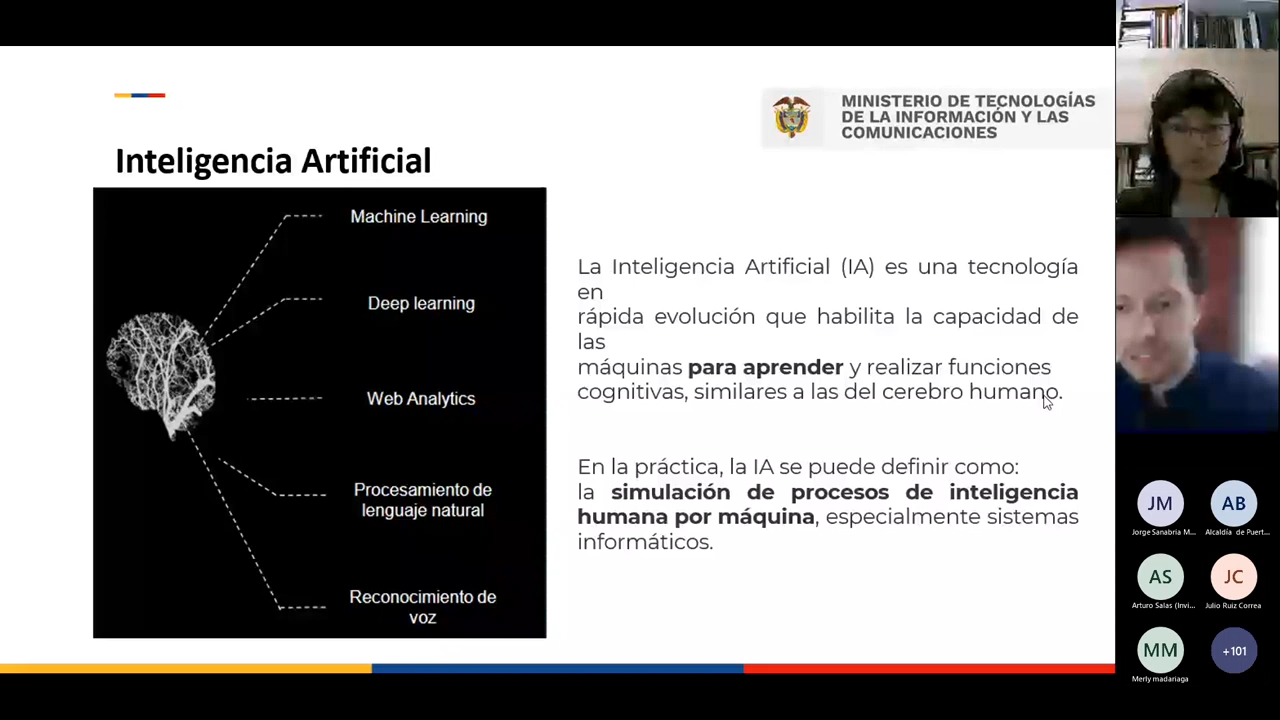 MINISTERIO DE TECNOLOGÍAS
DE LA INFORMACIÓN Y LAS
COMUNICACIONES
Inteligencia Artificial
Machine Learning
Deep learning
Web Analytics
Procesamiento de
lenguaje natural
Reconocimiento de
voz
La Inteligencia Artificial (IA) es una tecnología
en
rápida evolución que habilita la capacidad de
las
máquinas para aprender y realizar funciones
cognitivas, similares a las del cerebro humano.
En la práctica, la IA se puede definir como:
la simulación de procesos de inteligencia
humana por máquina, especialmente sistemas
informáticos.
JM
Jorge Sanabria M...
AB
Alcaldía de Puert...
AS
Arturo Salas (Invi...
JC
Julio Ruiz Correa
MM
Merly madariaga
+101